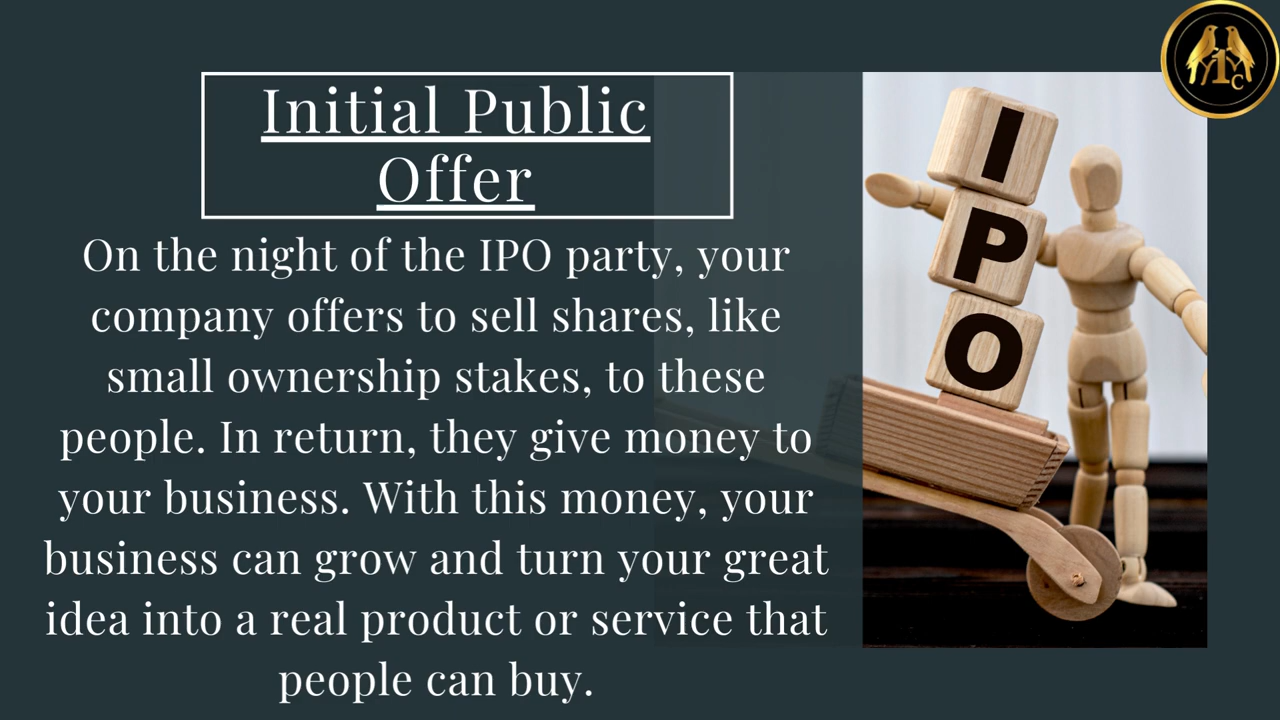 Initial Public
Offer
On the night of the IPO party, your
company offers to sell shares, like
small ownership stakes, to these
people. In return, they give money to
your business. With this money, your
business can grow and turn your great
idea into a real product or service that
people can buy.
I
P
O
1
C